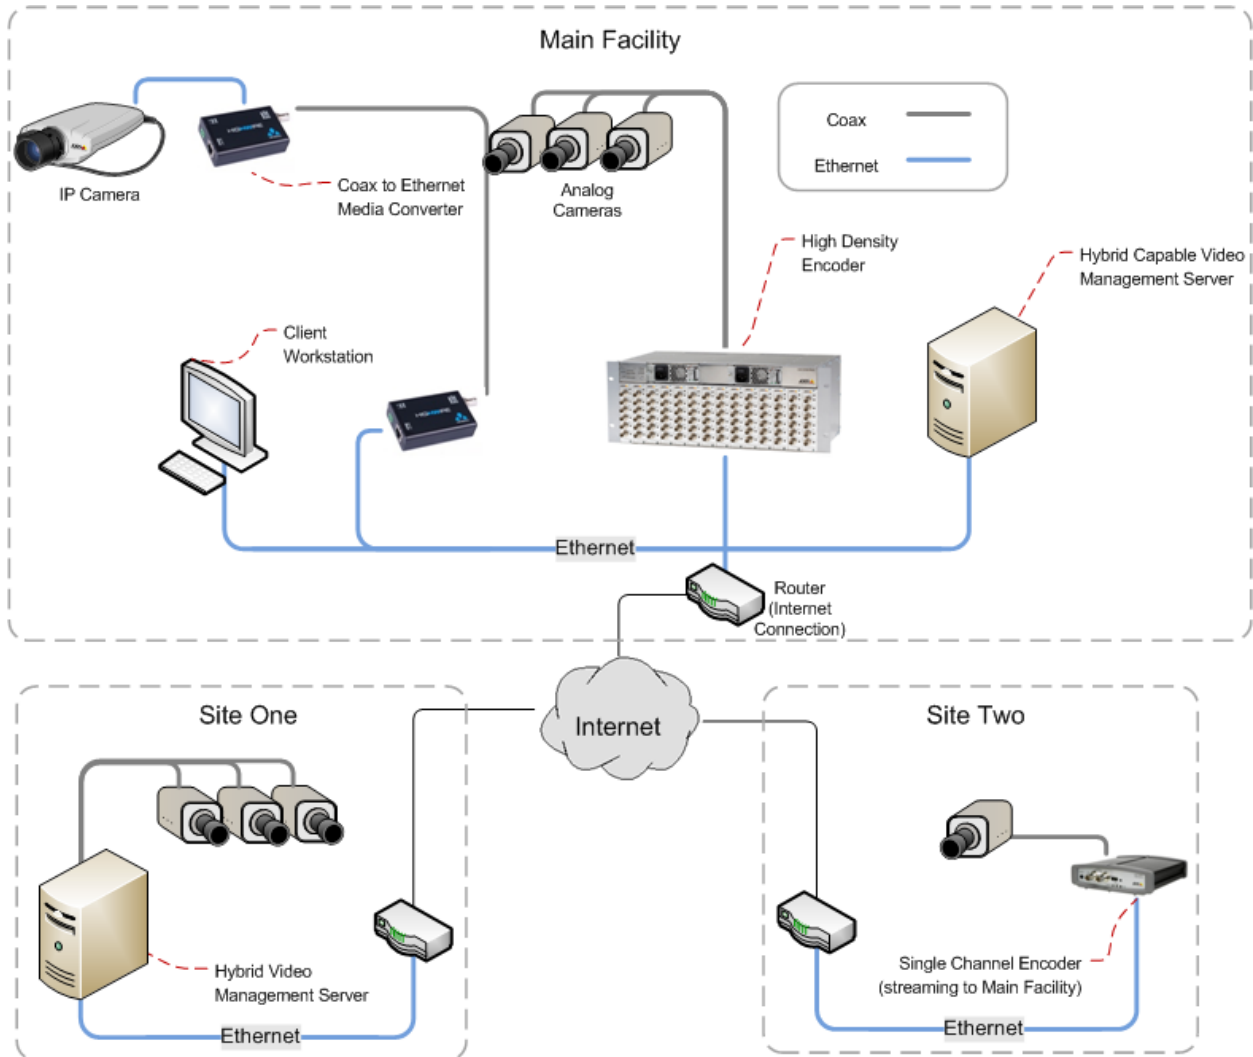 Main Facility
Coax
Ethernet
IP Camera
Coax to Ethernet
Media Converter
Analog
Cameras
High Density
Encoder
Hybrid Capable Video
Management Server
Client
Workstation
Ethernet
Router
(Internet
Connection)
Internet
Site One
Hybrid Video
Management Server
Ethernet
Site Two
Single Channel Encoder
(streaming to Main Facility)
Ethernet